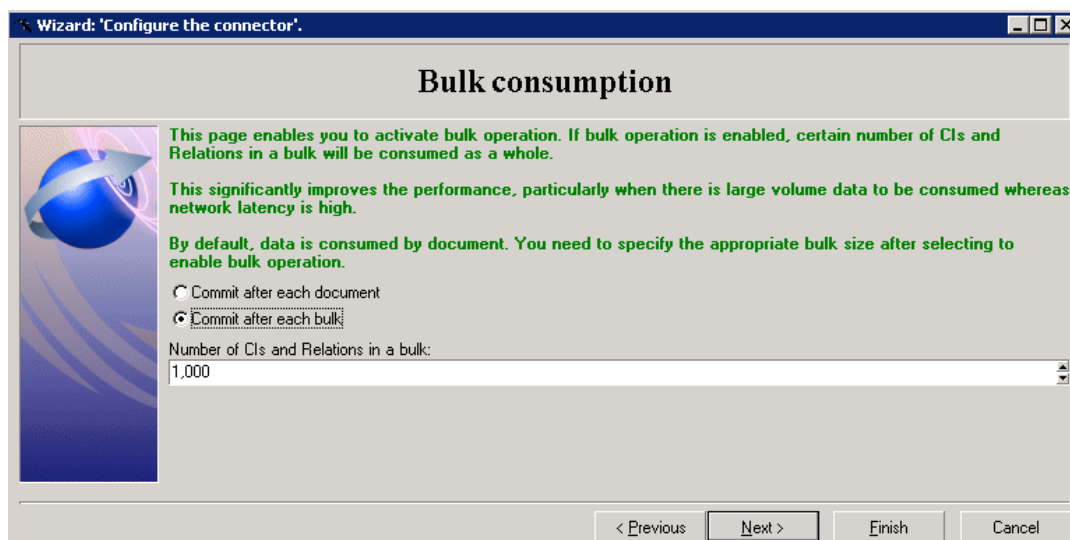 Wizard: 'Configure the connector'.
Bulk consumption
This page enables you to activate bulk operation. If bulk operation is enabled, certain number of CIs and
Relations in a bulk will be consumed as a whole.
This significantly improves the performance, particularly when there is large volume data to be consumed whereas
network latency is high.
By default, data is consumed by document. You need to specify the appropriate bulk size after selecting to
enable bulk operation.
Commit after each document
Commit after each bulk
Number of CIs and Relations in a bulk:
1,000
< Previous
Next >
Finish
Cancel